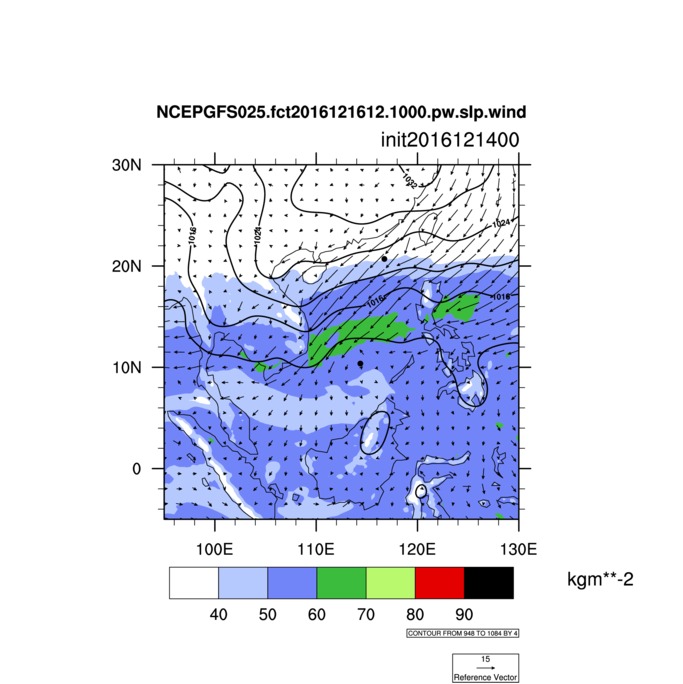 NCEPGFS025.fct2016121612.1000.pw.slp.wind
init2016121400
30N
1032
1016
1024
1024
20N
1016
1016
10N
0
100E 110E 120E 130E
kgm**-2
40 50 60 70 80 90
CONTOUR FROM 948 TO 1084 BY 4
15
Reference Vector